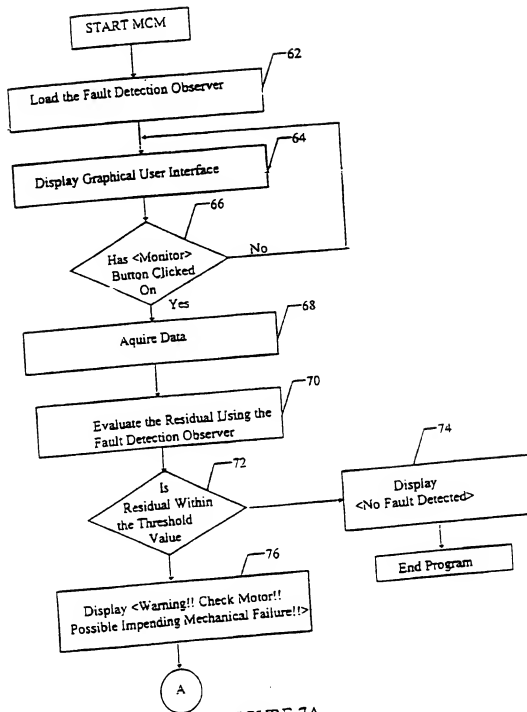 START MCM
62
Load the Fault Detection Observer
64
Display Graphical User Interface
66
Has <Monitor>
Button Clicked
On
No
Yes
68
Aquire Data
70
Evaluate the Residual Using the
Fault Detection Observer
72
Is
Residual Within
the Threshold
Value
74
Display
<No Fault Detected>
End Program
76
Display <Warning!! Check Motor!!
Possible Impending Mechanical Failure!!>
A
7A